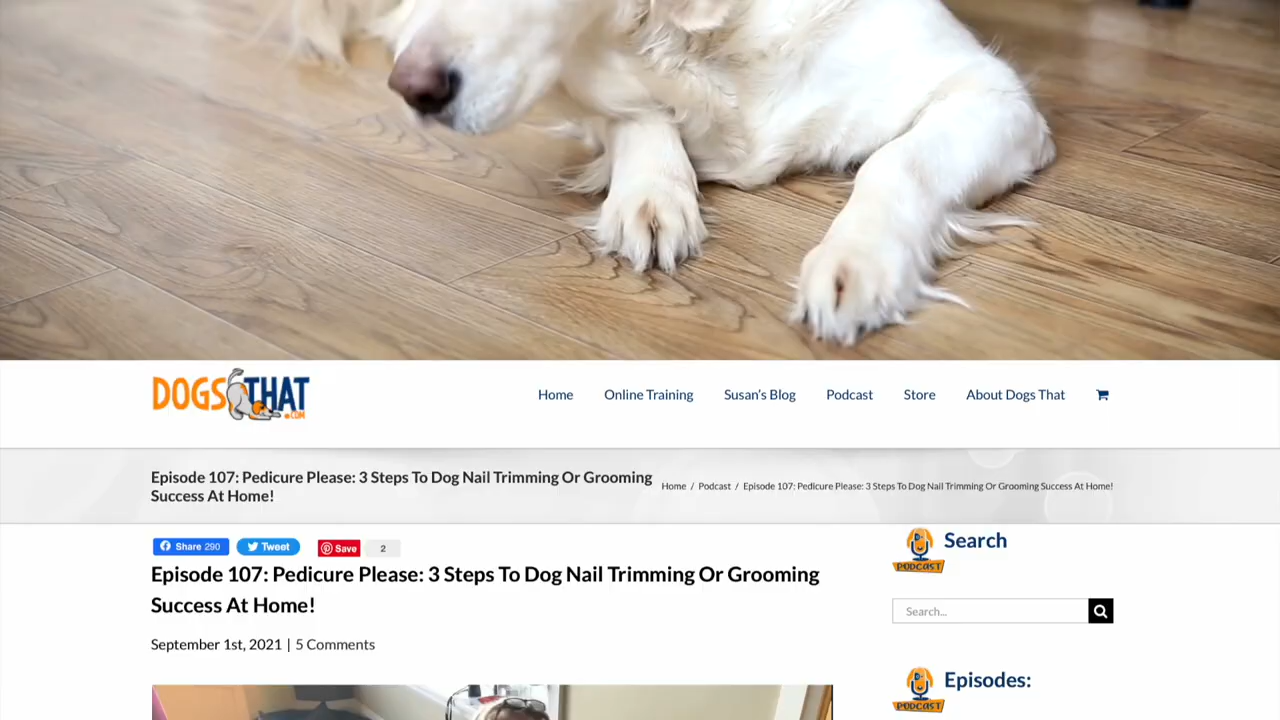 DOGSTHAT
.COM
Home
Online Training
Susan's Blog
Podcast
Store
About Dogs That
Episode 107: Pedicure Please: 3 Steps To Dog Nail Trimming Or Grooming
Success At Home!
Home / Podcast / Episode 107: Pedicure Please: 3 Steps To Dog Nail Trimming Or Grooming Success At Home!
Share 290
Tweet
Save
2
Episode 107: Pedicure Please: 3 Steps To Dog Nail Trimming Or Grooming
Success At Home!
September 1st, 2021 | 5 Comments
PODCAST
Search
Search...
PODCAST
Episodes: